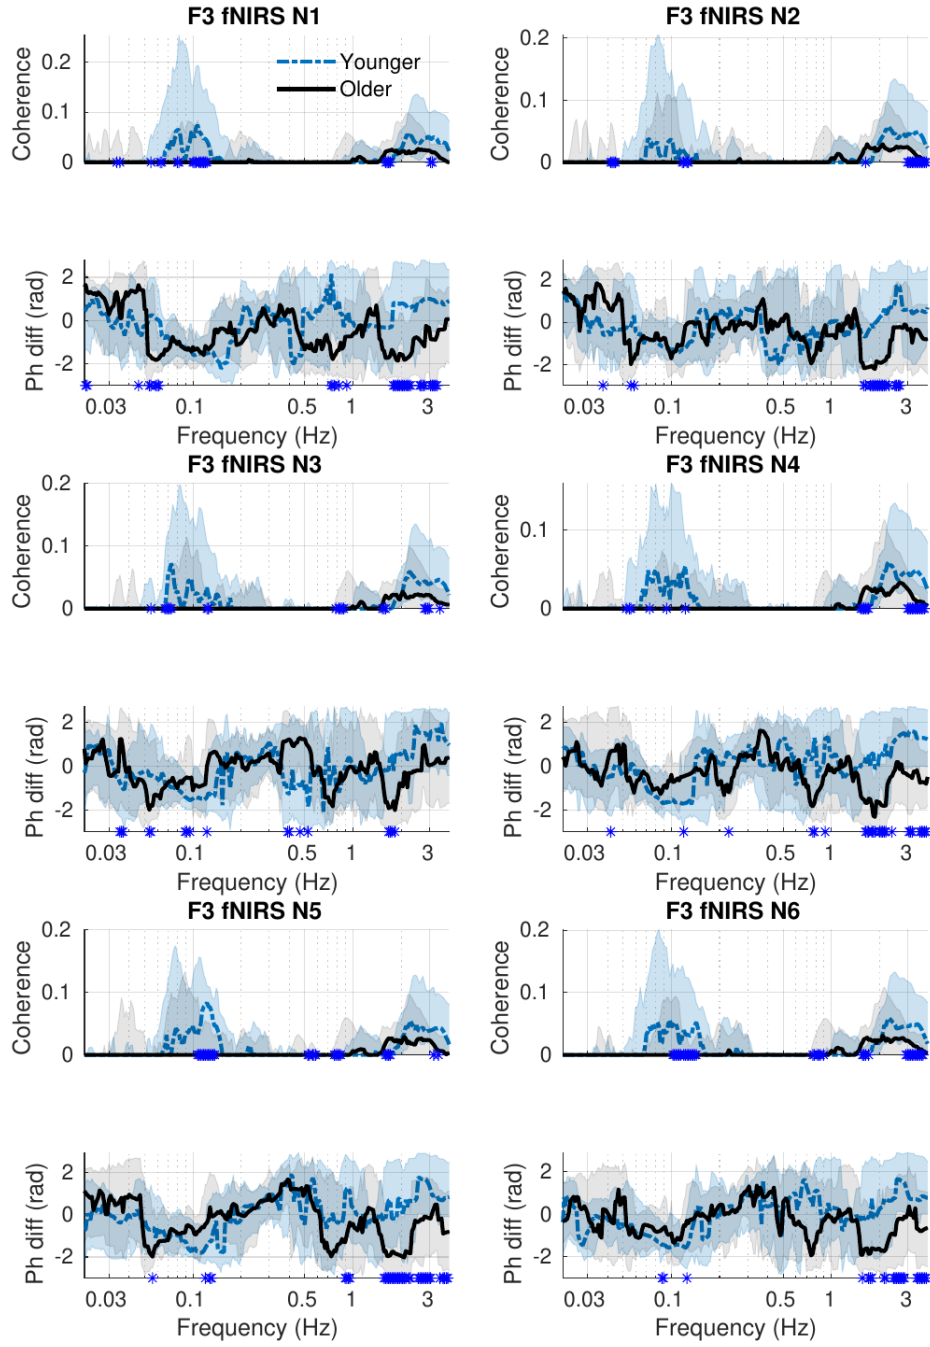 F3 fNIRS N1
F3 fNIRS N2
Coherence
0.2
0.1
0
Younger
Older
Coherence
0.2
0.1
0
Ph diff (rad)
2
0
-2
0.03
0.1
0.5
1
3
Frequency (Hz)
Ph diff (rad)
2
0
-2
0.03
0.1
0.5
1
3
Frequency (Hz)
F3 fNIRS N3
F3 fNIRS N4
Coherence
0.2
0.1
0
Coherence
0.1
0
Ph diff (rad)
2
0
-2
0.03
0.1
0.5
1
3
Frequency (Hz)
Ph diff (rad)
2
0
-2
0.03
0.1
0.5
1
3
Frequency (Hz)
F3 fNIRS N5
F3 fNIRS N6
Coherence
0.2
0.1
0
Coherence
0.2
0.1
0
Ph diff (rad)
2
0
-2
0.03
0.1
0.5
1
3
Frequency (Hz)
Ph diff (rad)
2
0
-2
0.03
0.1
0.5
1
3
Frequency (Hz)